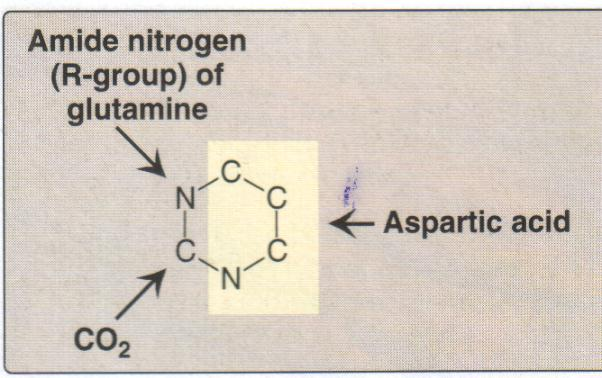 Amide nitrogen
(R-group) of
glutamine
C
N
C
Aspartic acid
C
C
N
CO₂